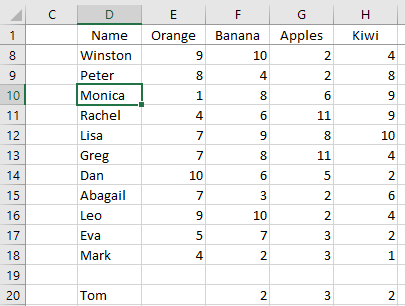 C D E F G H
1 Name Orange Banana Apples Kiwi
8 Winston 9 10 2 4
9 Peter 8 4 2 8
10 Monica 1 8 6 9
11 Rachel 4 6 11 9
12 Lisa 7 9 8 10
13 Greg 7 8 11 4
14 Dan 10 6 5 2
15 Abagail 7 3 2 6
16 Leo 9 10 2 4
17 Eva 5 7 3 2
18 Mark 4 2 3 1
19
20 Tom 2 3 2